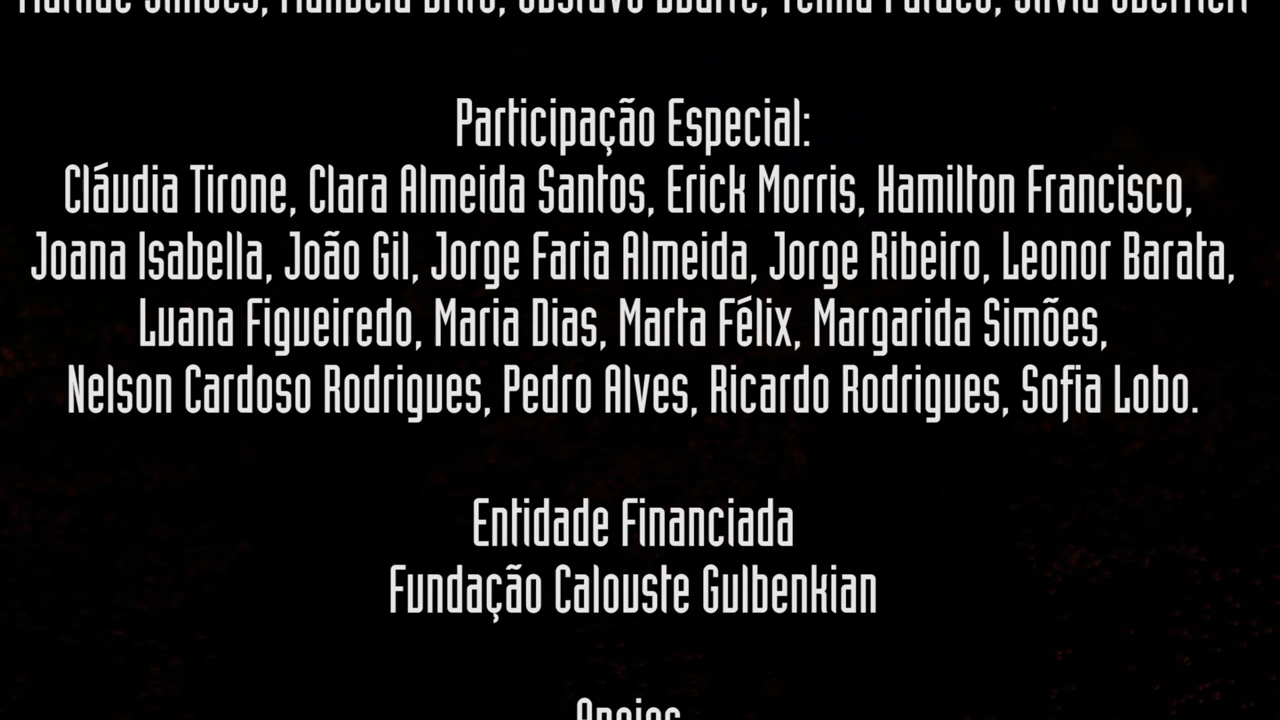 Participação Especial:
Cláudia Tirone, Clara Almeida Santos, Erick Morris, Hamilton Francisco,
Joana Isabella, João Gil, Jorge Faria Almeida, Jorge Ribeiro, Leonor Barata,
Luana Figueiredo, Maria Dias, Marta Félix, Margarida Simões,
Nelson Cardoso Rodrigues, Pedro Alves, Ricardo Rodrigues, Sofia Lobo.
Entidade Financiada
Fundação Calouste Gulbenkian
Apoios